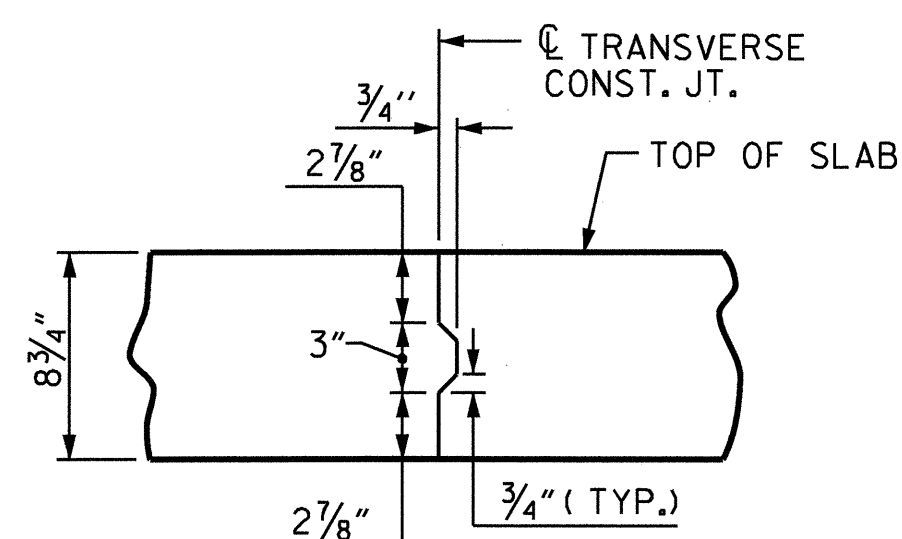 ℄ TRANSVERSE
CONST. JT.
3/4''
2 7/8"
TOP OF SLAB
8 3/4"
3"
3/4" ( TYP.)
2 7/8"